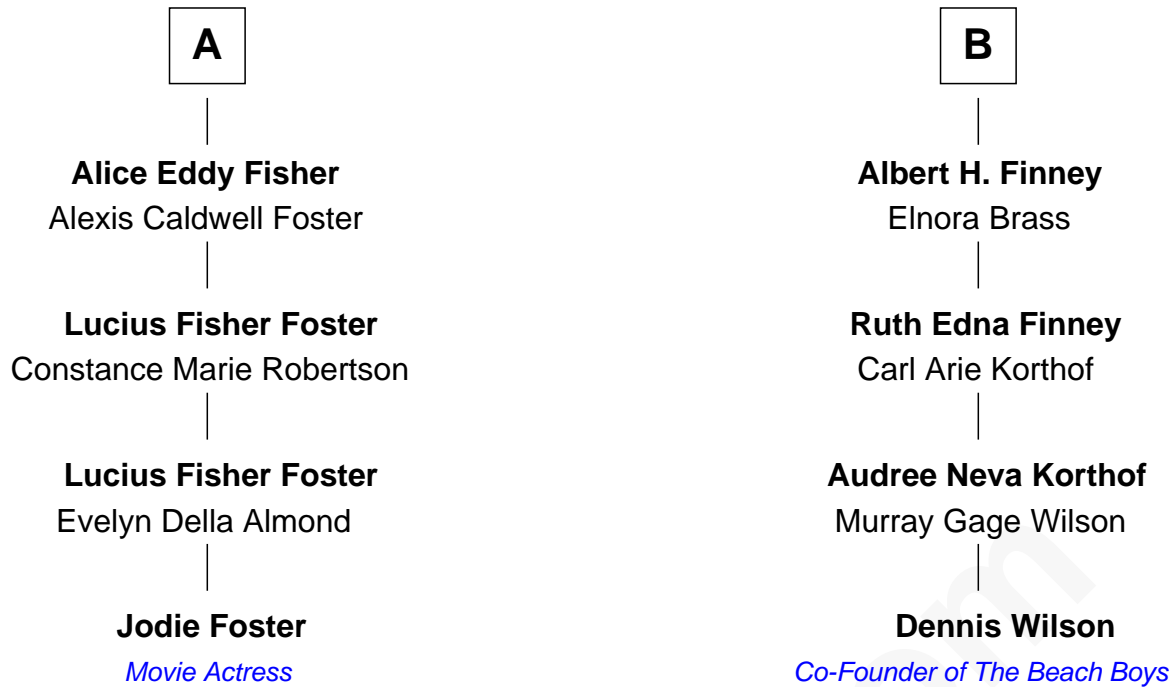 A
Alice Eddy Fisher
Alexis Caldwell Foster
Lucius Fisher Foster
Constance Marie Robertson
Lucius Fisher Foster
Evelyn Della Almond
Jodie Foster
Movie Actress
B
Albert H. Finney
Elnora Brass
Ruth Edna Finney
Carl Arie Korthof
Audree Neva Korthof
Murray Gage Wilson
Dennis Wilson
Co-Founder of The Beach Boys
om